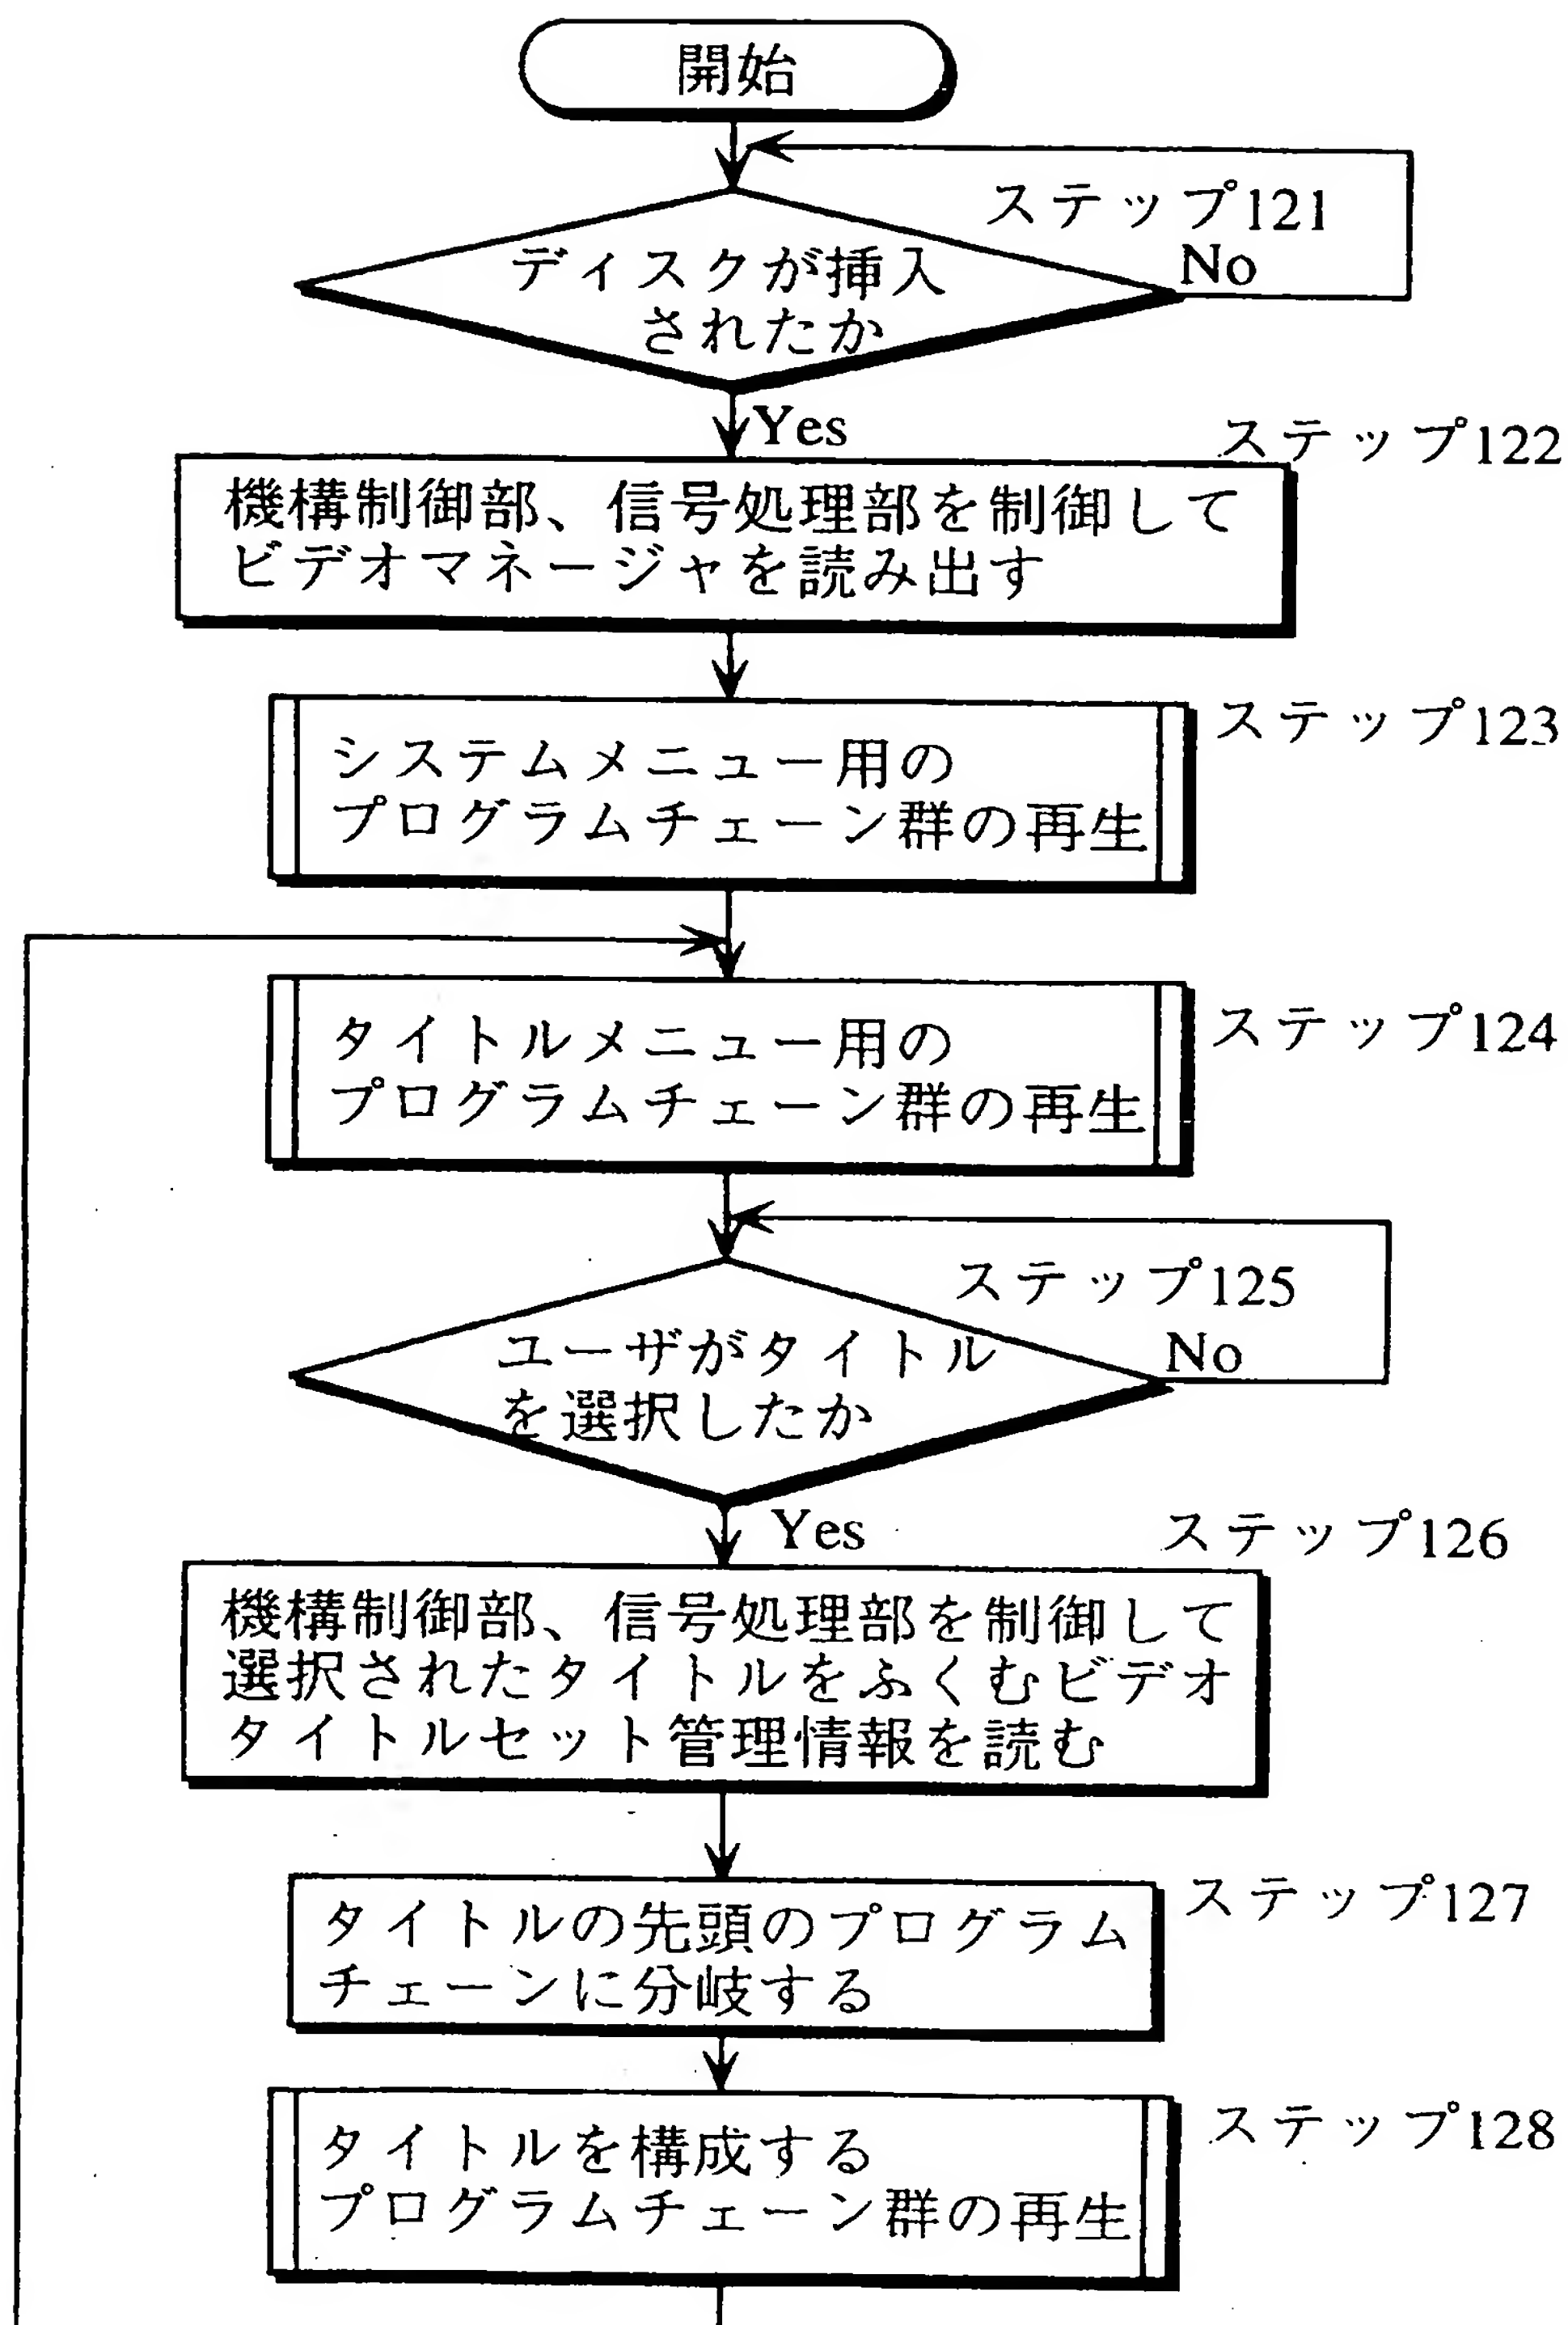 開始
ステップ121
No
ディスクが挿入
されたか
Yes
ステップ122
機構制御部、信号処理部を制御して
ビデオマネージャを読み出す
ステップ123
システムメニュー用の
プログラムチェーン群の再生
ステップ124
タイトルメニュー用の
プログラムチェーン群の再生
ステップ125
No
ユーザがタイトル
を選択したか
Yes
ステップ126
機構制御部、信号処理部を制御して
選択されたタイトルをふくむビデオ
タイトルセット管理情報を読む
ステップ127
タイトルの先頭のプログラム
チェーンに分岐する
ステップ128
タイトルを構成する
プログラムチェーン群の再生